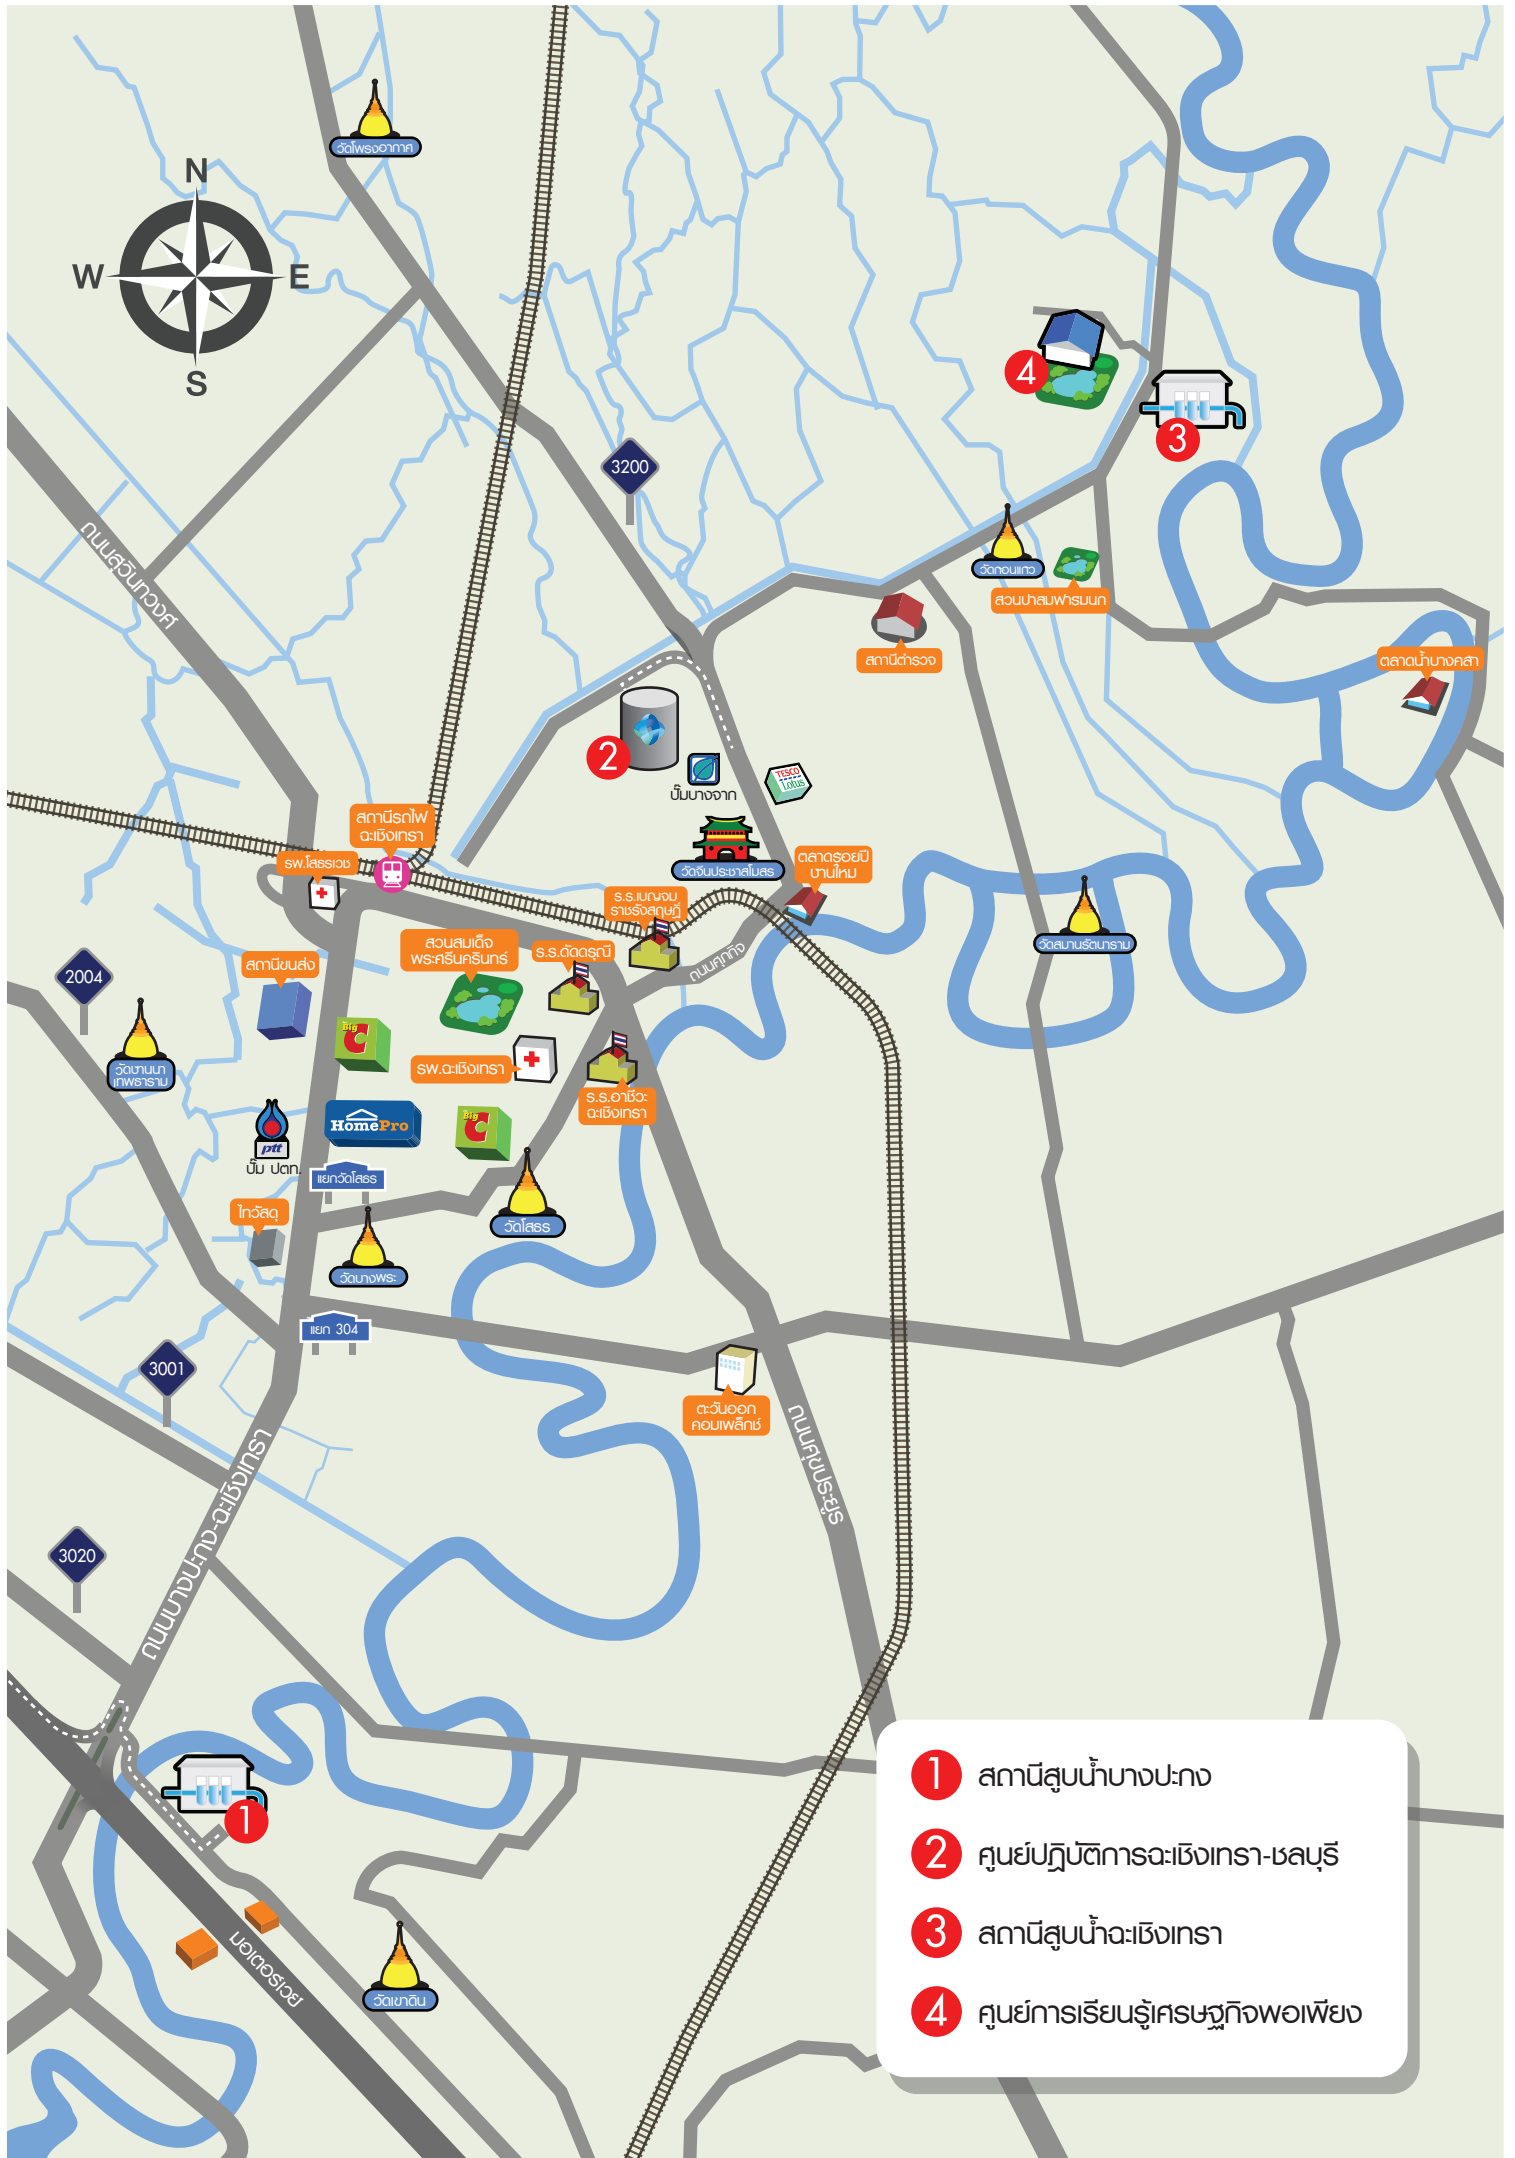 วัดโพรงอากาศ
N
W
E
S
3200
ถนนสุวินทวงศ์
4
3
วัดก้อนแก้ว
สวนป่าสมฟาร์มนก
สถานีตำรวจ
ตลาดน้ำบางคล้า
2
ปั๊มบางจาก
TESCO
Lotus
สถานีรถไฟ
ฉะเชิงเทรา
รพ.โสธรเวช
วัดจีนประชาสโมสร
ตลาดร้อยปี
บ้านใหม่
ร.ร.เบญจม
ราชรังสฤษฎิ์
ร.ร.ดัดดรุณี
สวนสมเด็จ
พระศรีนครินทร์
ถนนศุภกิจ
วัดสมานรัตนาราม
สถานีขนส่ง
2004
Big C
วัดบ้านนา
เทพธาราม
รพ.ฉะเชิงเทรา
ร.ร.อาชีวะ
ฉะเชิงเทรา
HomePro
Big C
ptt
ปั๊ม ปตท.
แยกวัดโสธร
ไทวัสดุ
วัดโสธร
วัดบางพระ
แยก 304
3001
ตะวันออก
คอมเพล็กซ์
ถนนบางปะกง-ฉะเชิงเทรา
ถนนศุขประยูร
3020
1
มอเตอร์เวย์
วัดเขาดิน
1 สถานีสูบน้ำบางปะกง
2 ศูนย์ปฏิบัติการฉะเชิงเทรา-ชลบุรี
3 สถานีสูบน้ำฉะเชิงเทรา
4 ศูนย์การเรียนรู้เศรษฐกิจพอเพียง